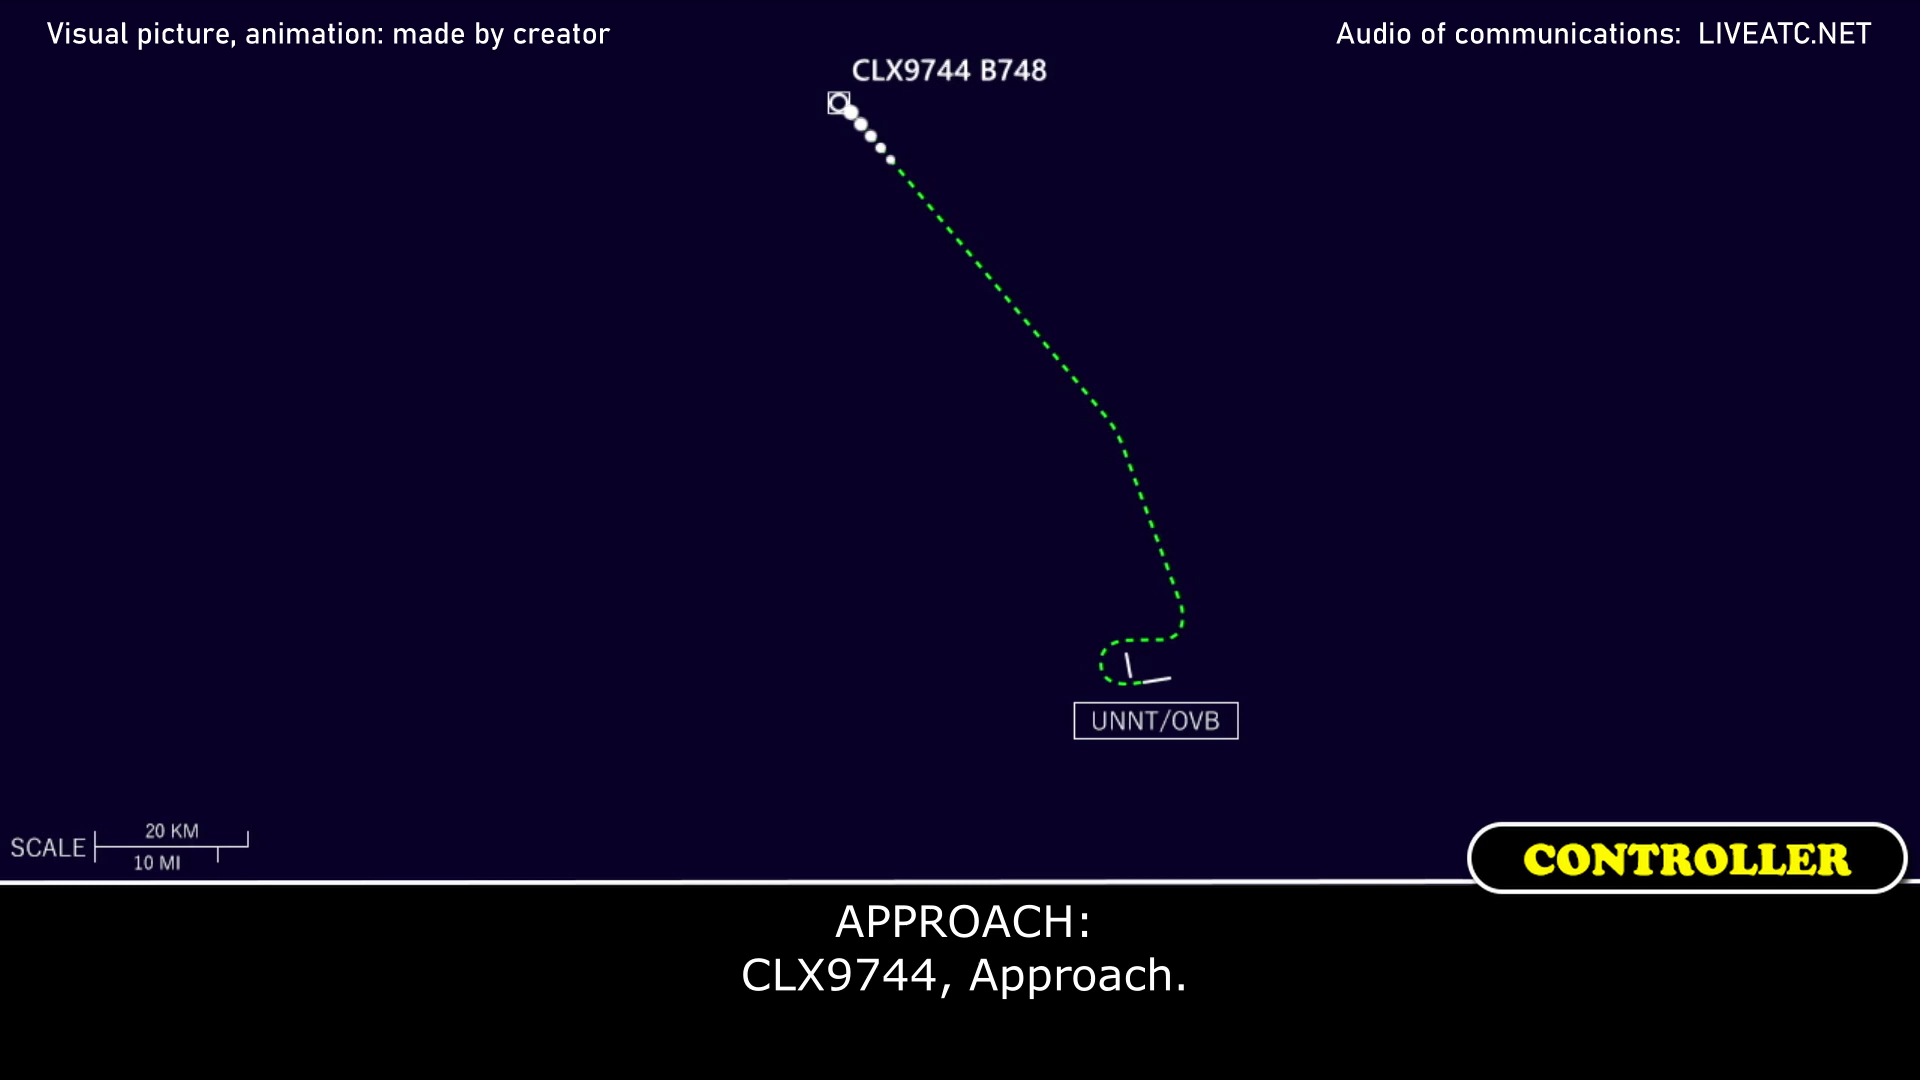 Visual picture, animation: made by creator
Audio of communications: LIVEATC.NET
CLX9744 B748
UNNT/OVB
20 KM
SCALE
10 MI
CONTROLLER
APPROACH:
CLX9744, Approach.